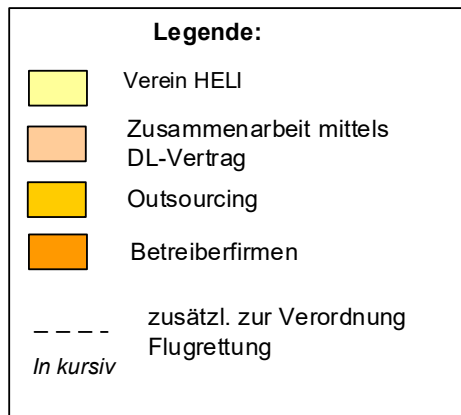 Legende:
Verein HELI
Zusammenarbeit mittels
DL-Vertrag
Outsourcing
Betreiberfirmen
zusätzl. zur Verordnung
Flugrettung
In kursiv